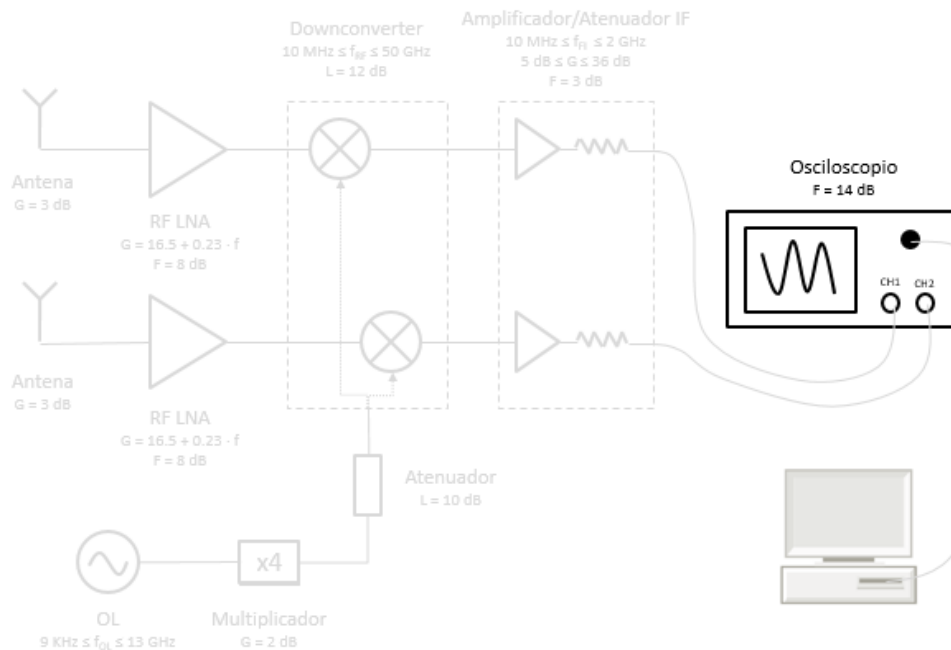 Downconverter
10 MHz ≤ f_RF ≤ 50 GHz
L = 12 dB
Amplificador/Atenuador IF
10 MHz ≤ f_FI ≤ 2 GHz
5 dB ≤ G ≤ 36 dB
F = 3 dB
Antena
G = 3 dB
RF LNA
G = 16.5 + 0.23 · f
F = 8 dB
Osciloscopio
F = 14 dB
CH1
CH2
Antena
G = 3 dB
RF LNA
G = 16.5 + 0.23 · f
F = 8 dB
Atenuador
L = 10 dB
x4
OL
9 KHz ≤ f_OL ≤ 13 GHz
Multiplicador
G = 2 dB